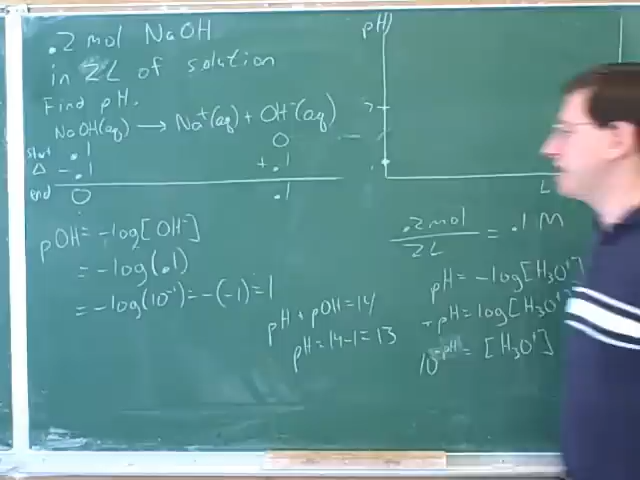 .2 mol NaOH
in 2L of solution
Find pH.
NaOH(aq) → Na⁺(aq) + OH⁻(aq)
start .1 0
Δ -.1 +.1
end 0 .1
pOH = -log[OH⁻]
= -log(.1)
= -log(10⁻¹) = -(-1) = 1
pH + pOH = 14
pH = 14-1 = 13
pH
7
.2 mol / 2L = .1 M
pH = -log[H₃O⁺]
-pH = log[H₃O⁺]
10^-pH = [H₃O⁺]